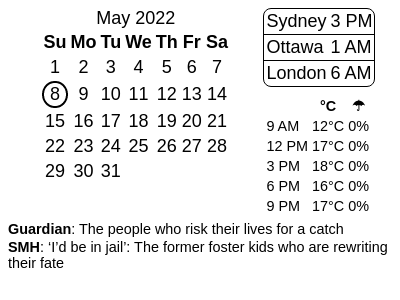 May 2022
Su Mo Tu We Th Fr Sa
1 2 3 4 5 6 7
8 9 10 11 12 13 14
15 16 17 18 19 20 21
22 23 24 25 26 27 28
29 30 31
Sydney 3 PM
Ottawa 1 AM
London 6 AM
°C ☂
9 AM 12°C 0%
12 PM 17°C 0%
3 PM 18°C 0%
6 PM 16°C 0%
9 PM 17°C 0%
Guardian: The people who risk their lives for a catch
SMH: ‘I’d be in jail’: The former foster kids who are rewriting
their fate